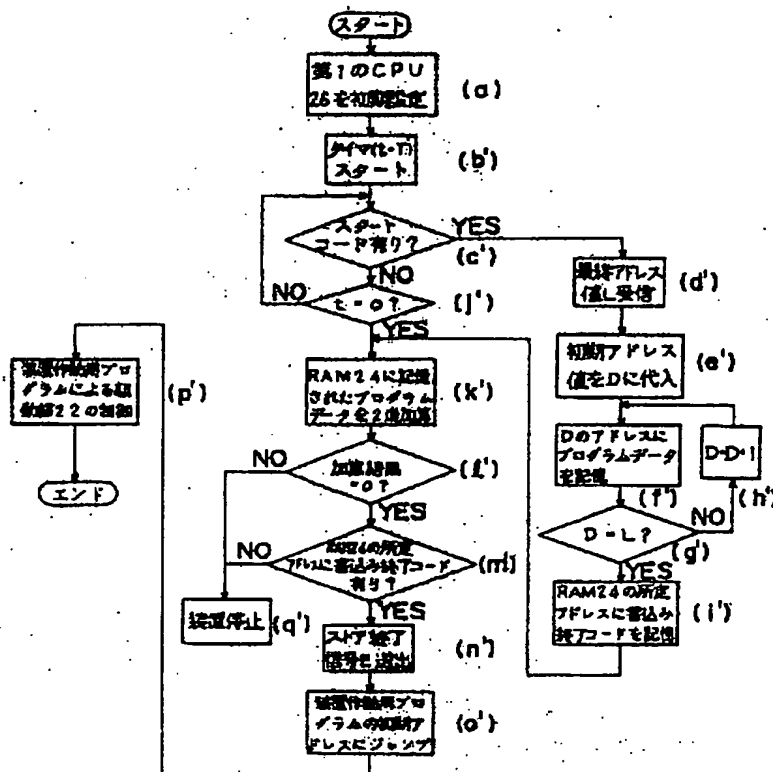 スタート
第1のCPU
26を初期設定
(a)
タイマ(t=T)
スタート
(b')
スタート
コード有り?
YES
(c')
NO
t=0?
NO
(j')
YES
最終アドレス
値L受信
(d')
初期アドレス
値をDに代入
(e')
Dのアドレスに
プログラムデータ
を記憶
(f')
(h')
D=L?
NO
(g')
YES
RAM24の所定
アドレスに書込み
終了コードを記憶
(i')
RAM24に記憶
されたプログラム
データを2進加算
(k')
加算結果
=0?
NO
(l')
YES
RAM24の所定
アドレスに書込み終了コード
有り?
NO
(m')
YES
装置停止
(q')
ストア終了
信号 送出
(n')
装置作動用プロ
グラムの初期ア
ドレスにジャンプ
(o')
装置作動用プロ
グラムによる
22の制御
(p')
エンド